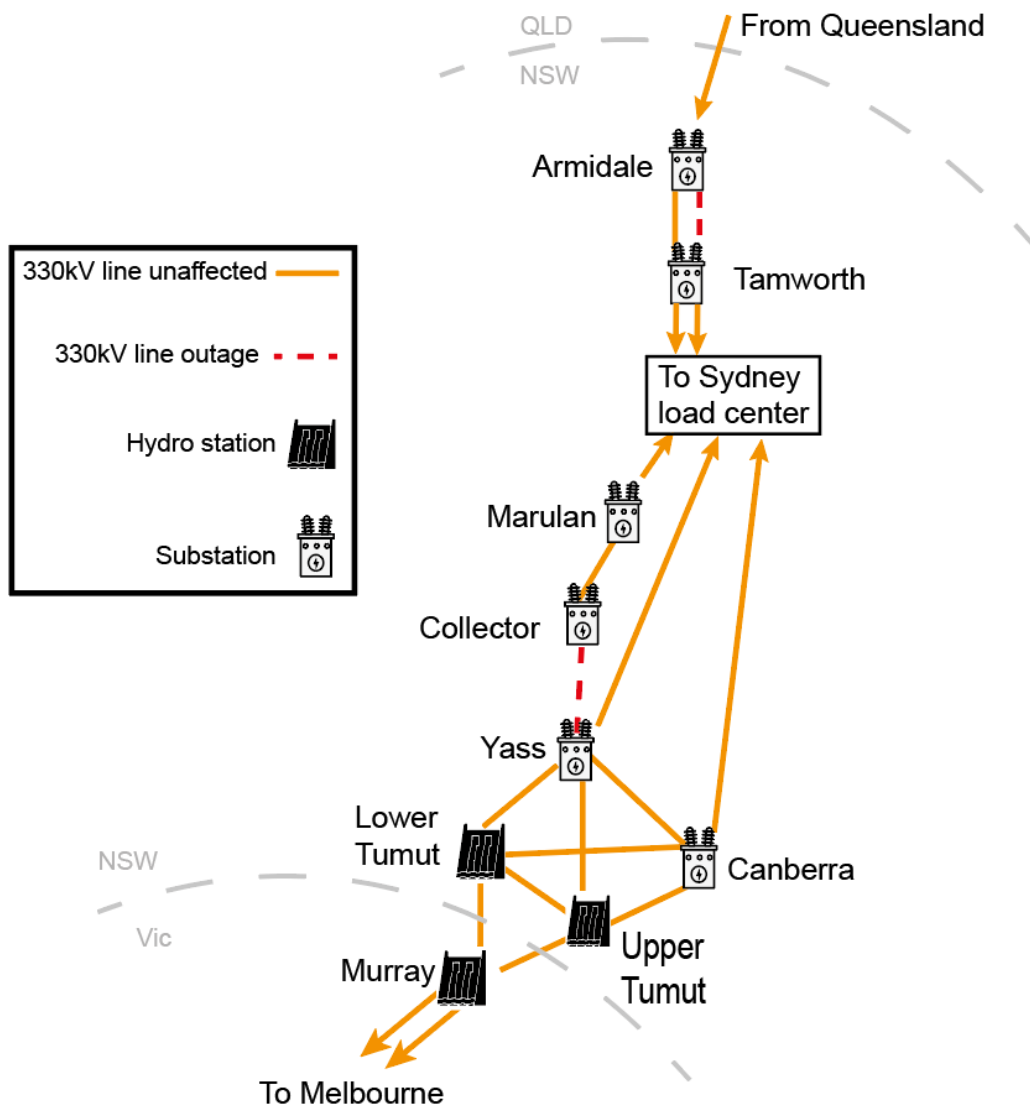 QLD
From Queensland
NSW
Armidale
330kV line unaffected
Tamworth
330kV line outage
To Sydney
load center
Hydro station
Marulan
Substation
Collector
Yass
Lower
Tumut
NSW
Canberra
Vic
Upper
Tumut
Murray
To Melbourne